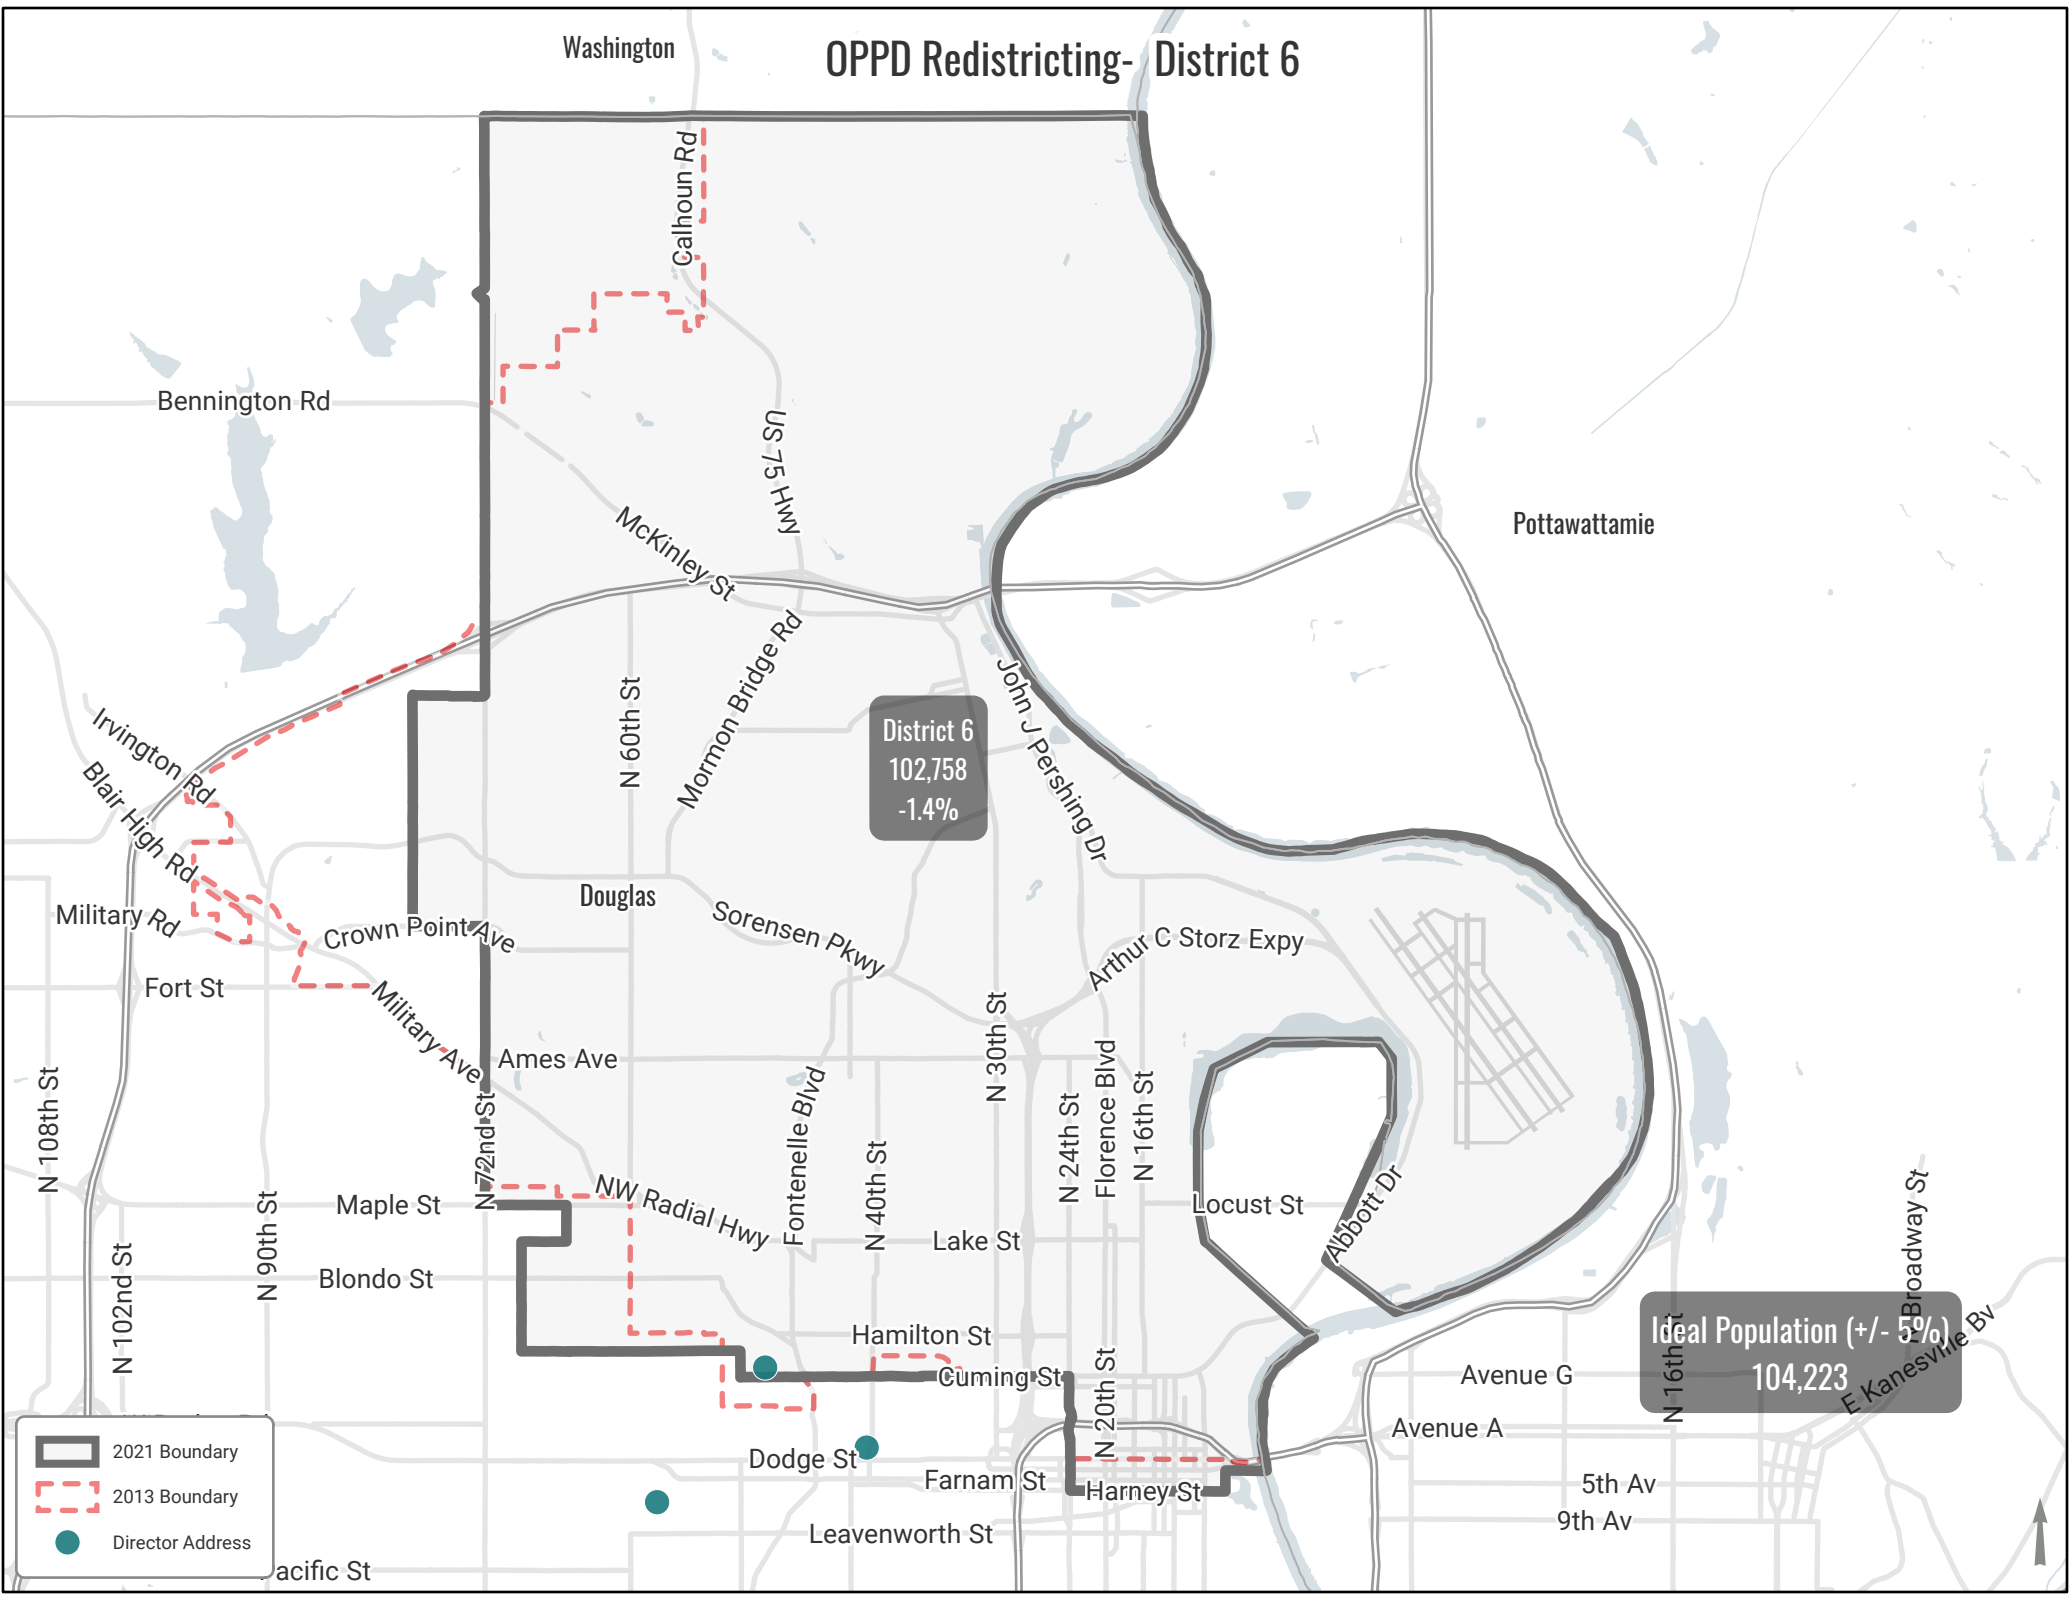 Washington
OPPD Redistricting- District 6
Calhoun Rd
Bennington Rd
US 75 Hwy
McKinley St
Pottawattamie
Mormon Bridge Rd
N 60th St
John J Pershing Dr
District 6
102,758
-1.4%
Irvington Rd
Blair High Rd
Military Rd
Crown Point Ave
Douglas
Sorensen Pkwy
Arthur C Storz Expy
Fort St
Military Ave
Ames Ave
N 30th St
N 108th St
N 72nd St
Fontenelle Blvd
N 40th St
N 24th St
Florence Blvd
N 16th St
Maple St
NW Radial Hwy
Locust St
Abbott Dr
Lake St
N 90th St
N 102nd St
Blondo St
Hamilton St
Cuming St
N 20th St
N 16th St
Broadway St
E Kanesville Bv
Ideal Population (+/- 5%)
104,223
Avenue G
Avenue A
Dodge St
Farnam St
Harney St
5th Av
9th Av
Leavenworth St
acific St
2021 Boundary
2013 Boundary
Director Address